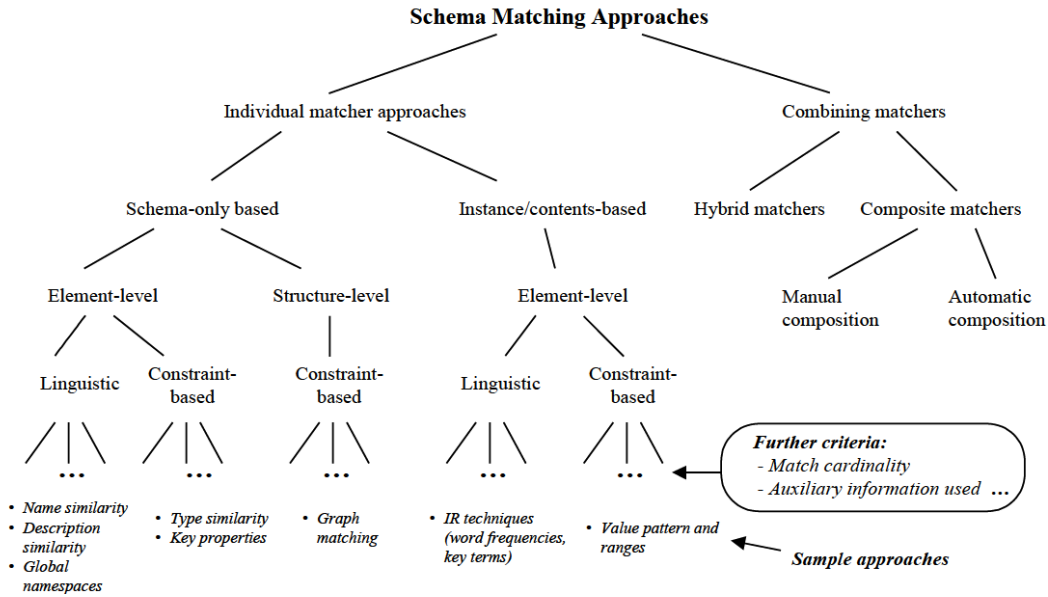 Schema Matching Approaches
Individual matcher approaches
Combining matchers
Schema-only based
Instance/contents-based
Hybrid matchers
Composite matchers
Element-level
Structure-level
Element-level
Manual
composition
Automatic
composition
Linguistic
Constraint-
based
Constraint-
based
Linguistic
Constraint-
based
Further criteria:
- Match cardinality
- Auxiliary information used ...
...
...
...
...
...
• Name similarity
• Description
similarity
• Global
namespaces
• Type similarity
• Key properties
• Graph
matching
• IR techniques
(word frequencies,
key terms)
• Value pattern and
ranges
Sample approaches